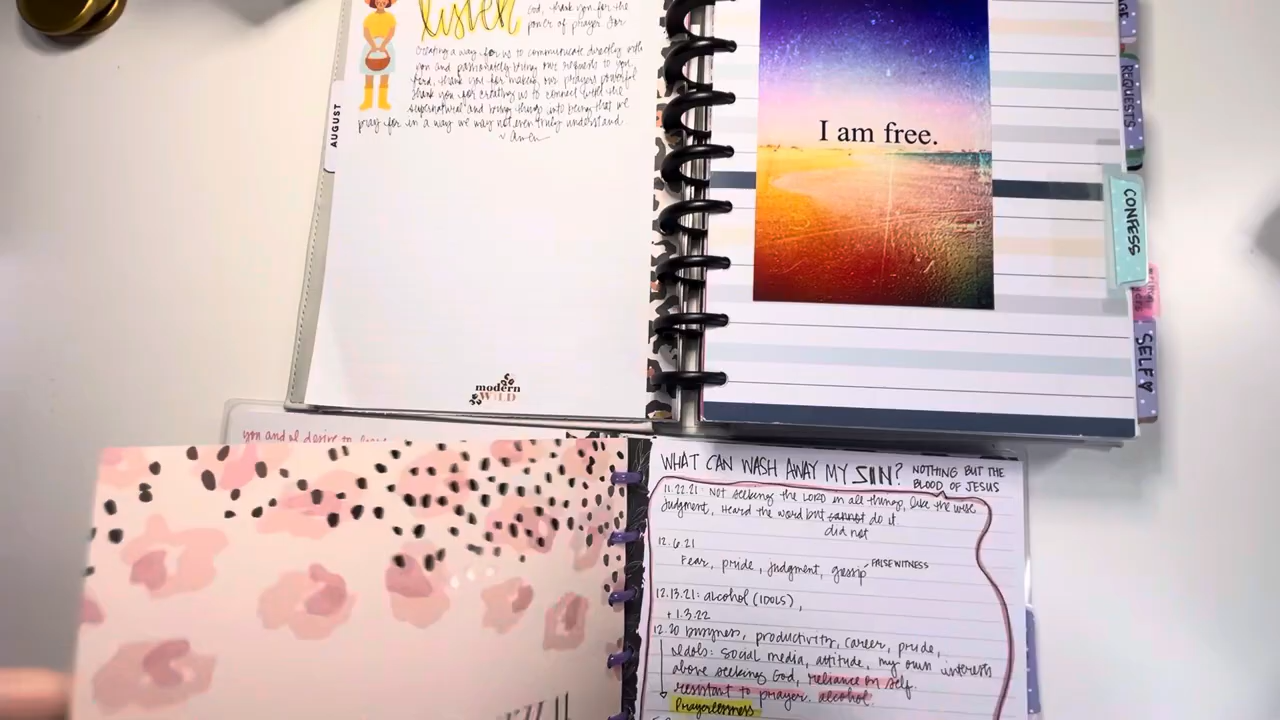 listen
God, thank you for the
power of prayer for
creating a way for us to communicate directly with
you and passionately bring our requests to you,
Lord, thank you for making our prayers powerful
thank you for creating us to connect with the
supernatural and bring things into being that we
pray for in a way we may not even truly understand.
~ Amen
AUGUST
modern
WILD
I am free.
REQUESTS
CONFESS
SELF
you and I desire to
WHAT CAN WASH AWAY MY SIN? NOTHING BUT THE
BLOOD OF JESUS
11.22.21: Not seeking the LORD in all things, like the wise
judgment, Heard the word but cannot do it.
did not
12.6.21
Fear, pride, judgment, gossip FALSE WITNESS
12.13.21: alcohol (IDOLS),
+ 1.3.22
12.20 busyness, productivity, career, pride,
Idols: social media, attitude, my own interests
above seeking God, reliance on self.
resistant to prayer. alcohol.
Prayerlessness